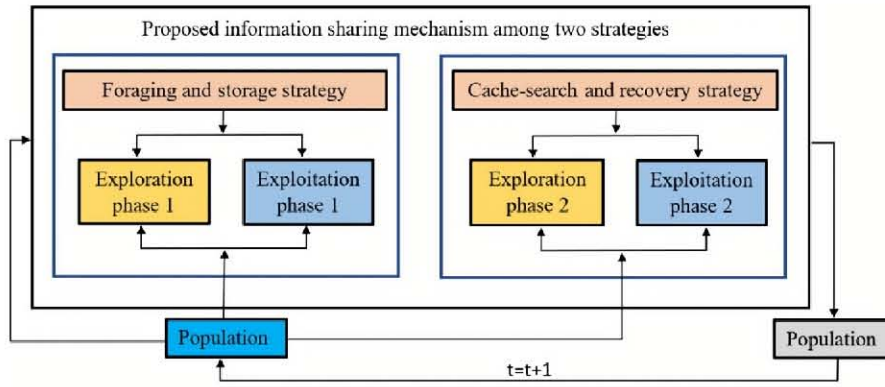 Proposed information sharing mechanism among two strategies
Foraging and storage strategy
Cache-search and recovery strategy
Exploration
phase 1
Exploitation
phase 1
Exploration
phase 2
Exploitation
phase 2
Population
Population
t=t+1